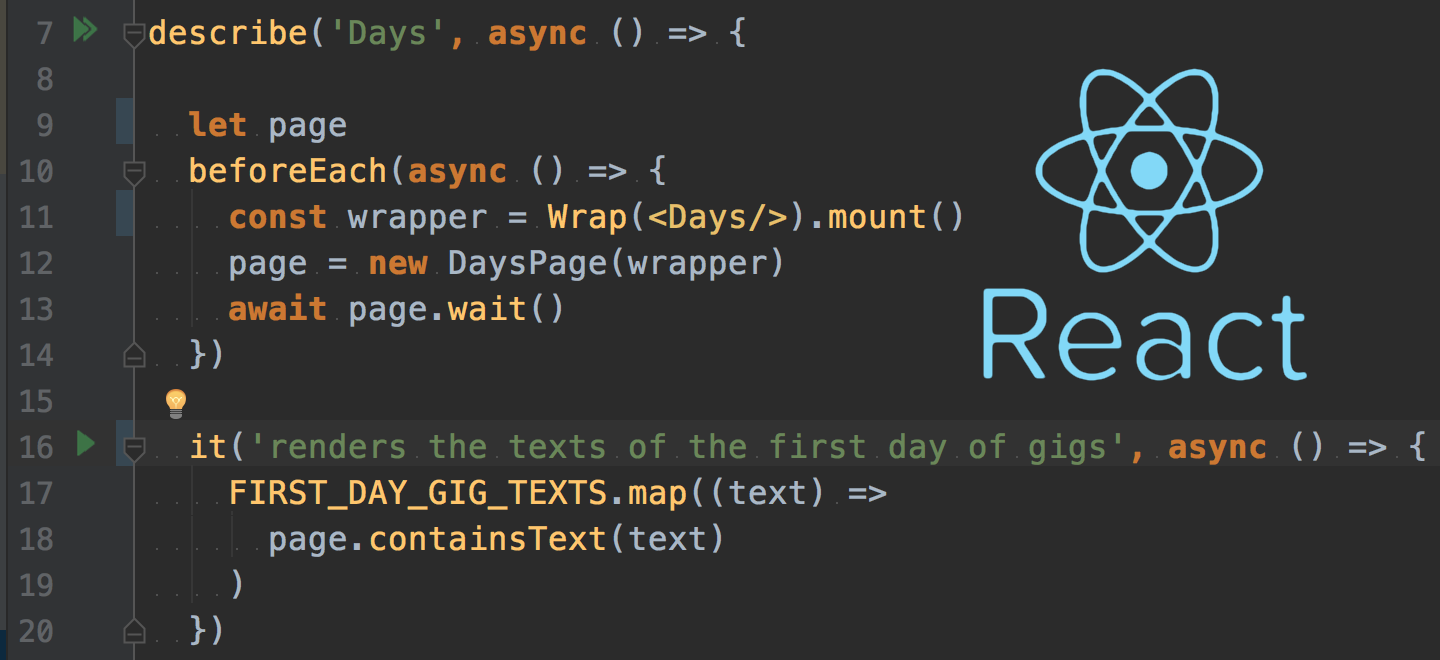 7 describe('Days', async () => {
8
9 let page
10 beforeEach(async () => {
11 const wrapper = Wrap(<Days/>).mount()
12 page = new DaysPage(wrapper)
13 await page.wait()
14 })
15
16 it('renders the texts of the first day of gigs', async () => {
17 FIRST_DAY_GIG_TEXTS.map((text) =>
18 page.containsText(text)
19 )
20 })
React